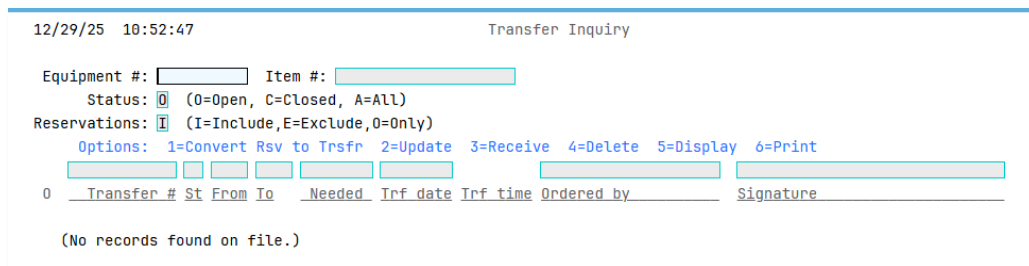 12/29/25 10:52:47 Transfer Inquiry
Equipment #: Item #:
Status: O (O=Open, C=Closed, A=All)
Reservations: I (I=Include,E=Exclude,O=Only)
Options: 1=Convert Rsv to Trsfr 2=Update 3=Receive 4=Delete 5=Display 6=Print
O Transfer # St From To Needed Trf date Trf time Ordered by Signature
(No records found on file.)